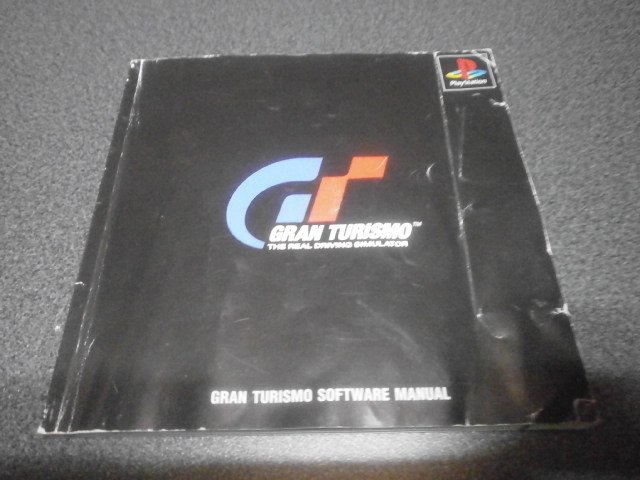 PlayStation
GRAN TURISMO™
THE REAL DRIVING SIMULATOR
GRAN TURISMO SOFTWARE MANUAL